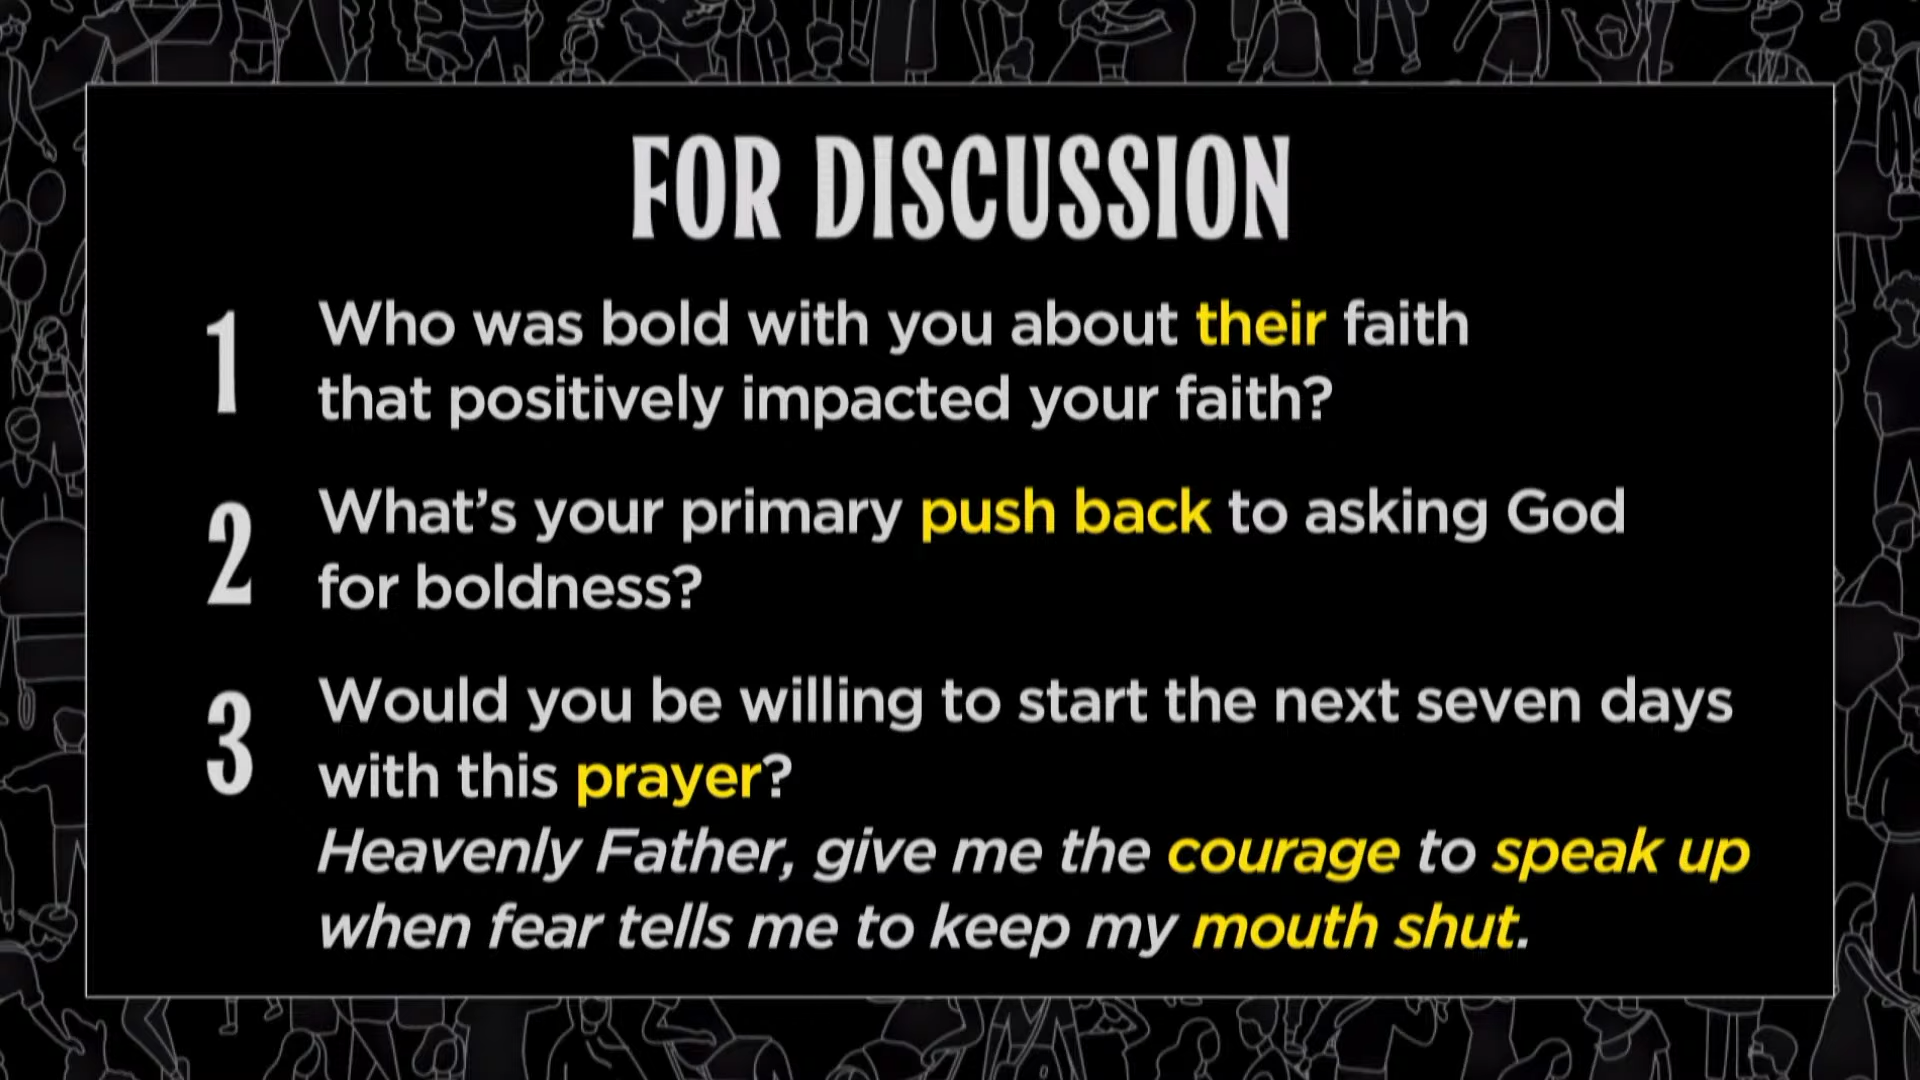 FOR DISCUSSION
1 Who was bold with you about their faith
that positively impacted your faith?
2 What's your primary push back to asking God
for boldness?
3 Would you be willing to start the next seven days
with this prayer?
Heavenly Father, give me the courage to speak up
when fear tells me to keep my mouth shut.